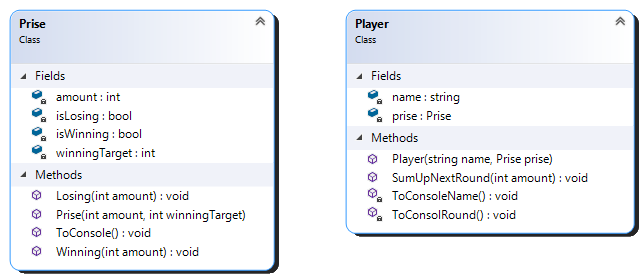 Prise
Class
Fields
amount : int
isLosing : bool
isWinning : bool
winningTarget : int
Methods
Losing(int amount) : void
Prise(int amount, int winningTarget)
ToConsole() : void
Winning(int amount) : void
Player
Class
Fields
name : string
prise : Prise
Methods
Player(string name, Prise prise)
SumUpNextRound(int amount) : void
ToConsoleName() : void
ToConsolRound() : void